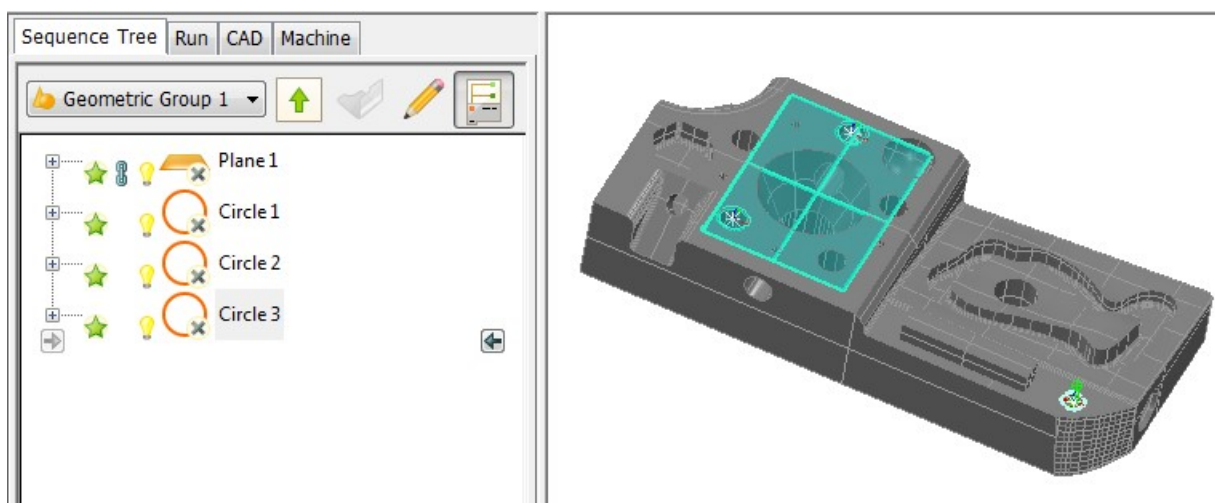 Sequence Tree Run CAD Machine
Geometric Group 1
Plane 1
Circle 1
Circle 2
Circle 3